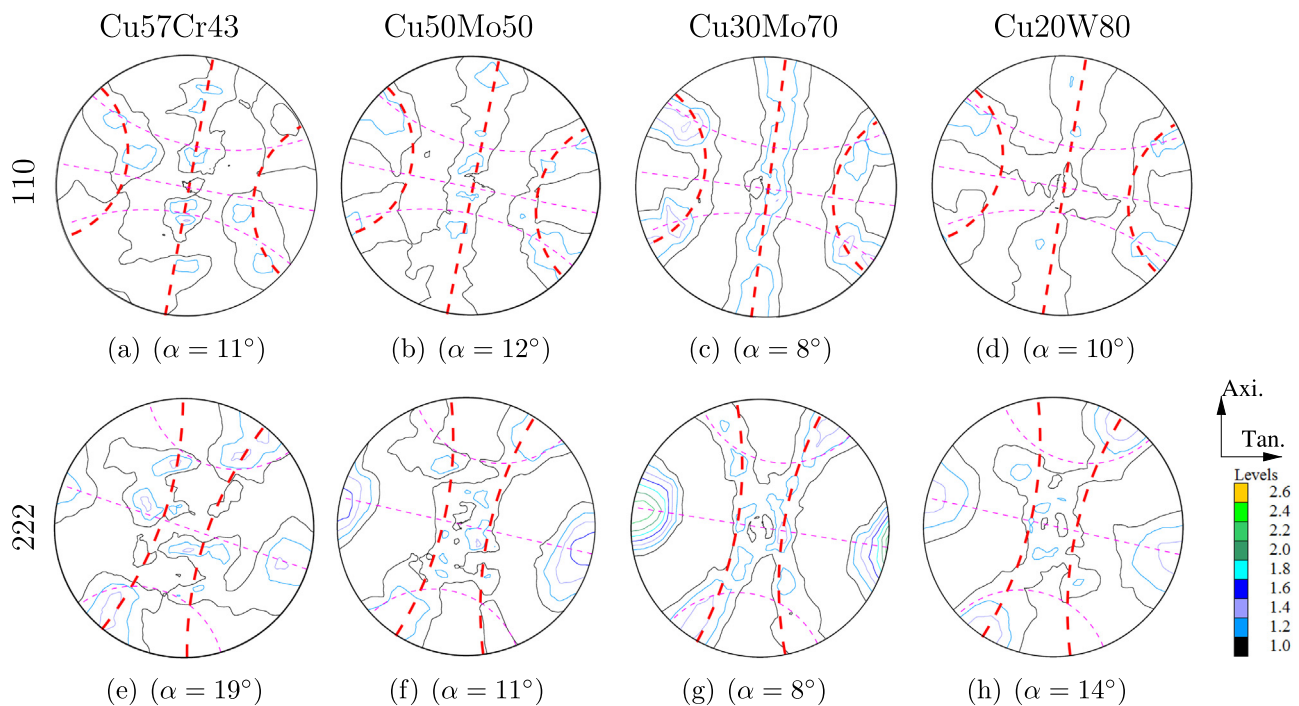 Cu57Cr43 Cu50Mo50 Cu30Mo70 Cu20W80
110
(a) (α = 11°) (b) (α = 12°) (c) (α = 8°) (d) (α = 10°)
Axi.
Tan.
222
Levels
2.6
2.4
2.2
2.0
1.8
1.6
1.4
1.2
1.0
(e) (α = 19°) (f) (α = 11°) (g) (α = 8°) (h) (α = 14°)